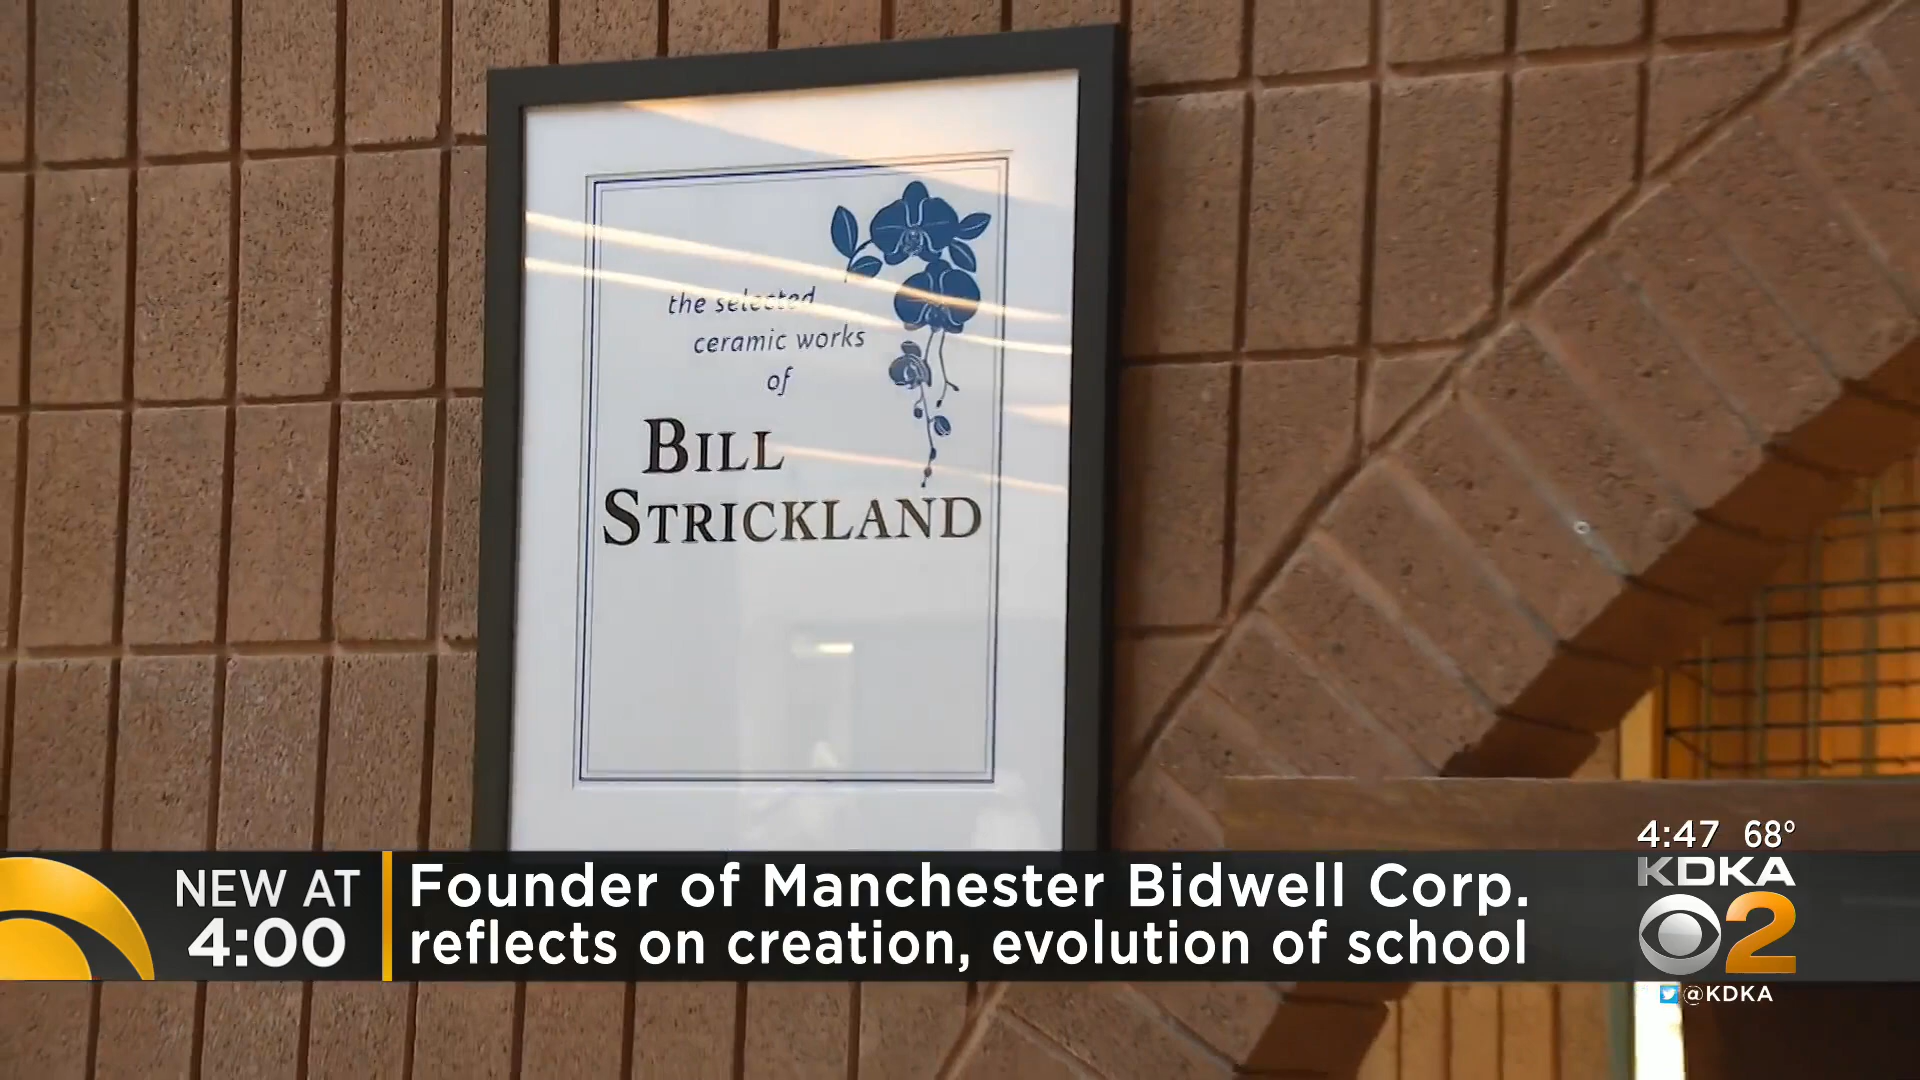 the selected
ceramic works
of
BILL
STRICKLAND
4:47 68°
KDKA
2
NEW AT
4:00
Founder of Manchester Bidwell Corp.
reflects on creation, evolution of school
@KDKA